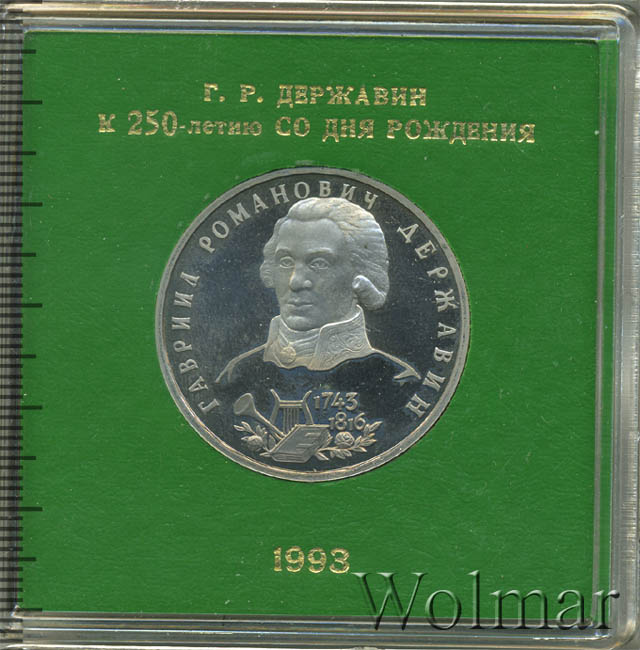 Г. Р. ДЕРЖАВИН
К 250-летию СО ДНЯ РОЖДЕНИЯ
ГАВРИИЛ РОМАНОВИЧ ДЕРЖАВИН
1743
1816
1993
Wolmar